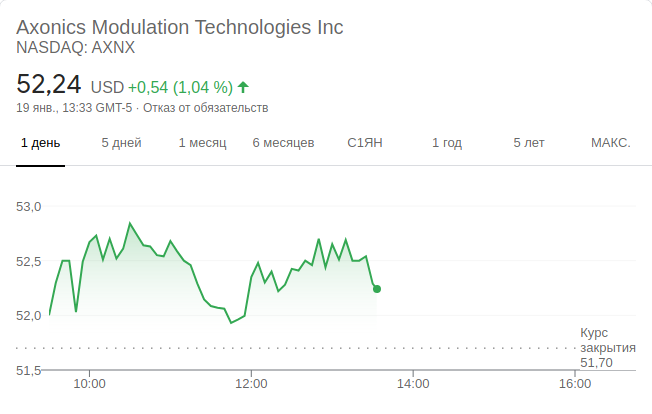 Axonics Modulation Technologies Inc
NASDAQ: AXNX
52,24 USD +0,54 (1,04 %)
19 янв., 13:33 GMT-5 · Отказ от обязательств
1 день 5 дней 1 месяц 6 месяцев С1ЯН 1 год 5 лет МАКС.
53,0
52,5
52,0
Курс
закрытия
51,70
51,5
10:00 12:00 14:00 16:00